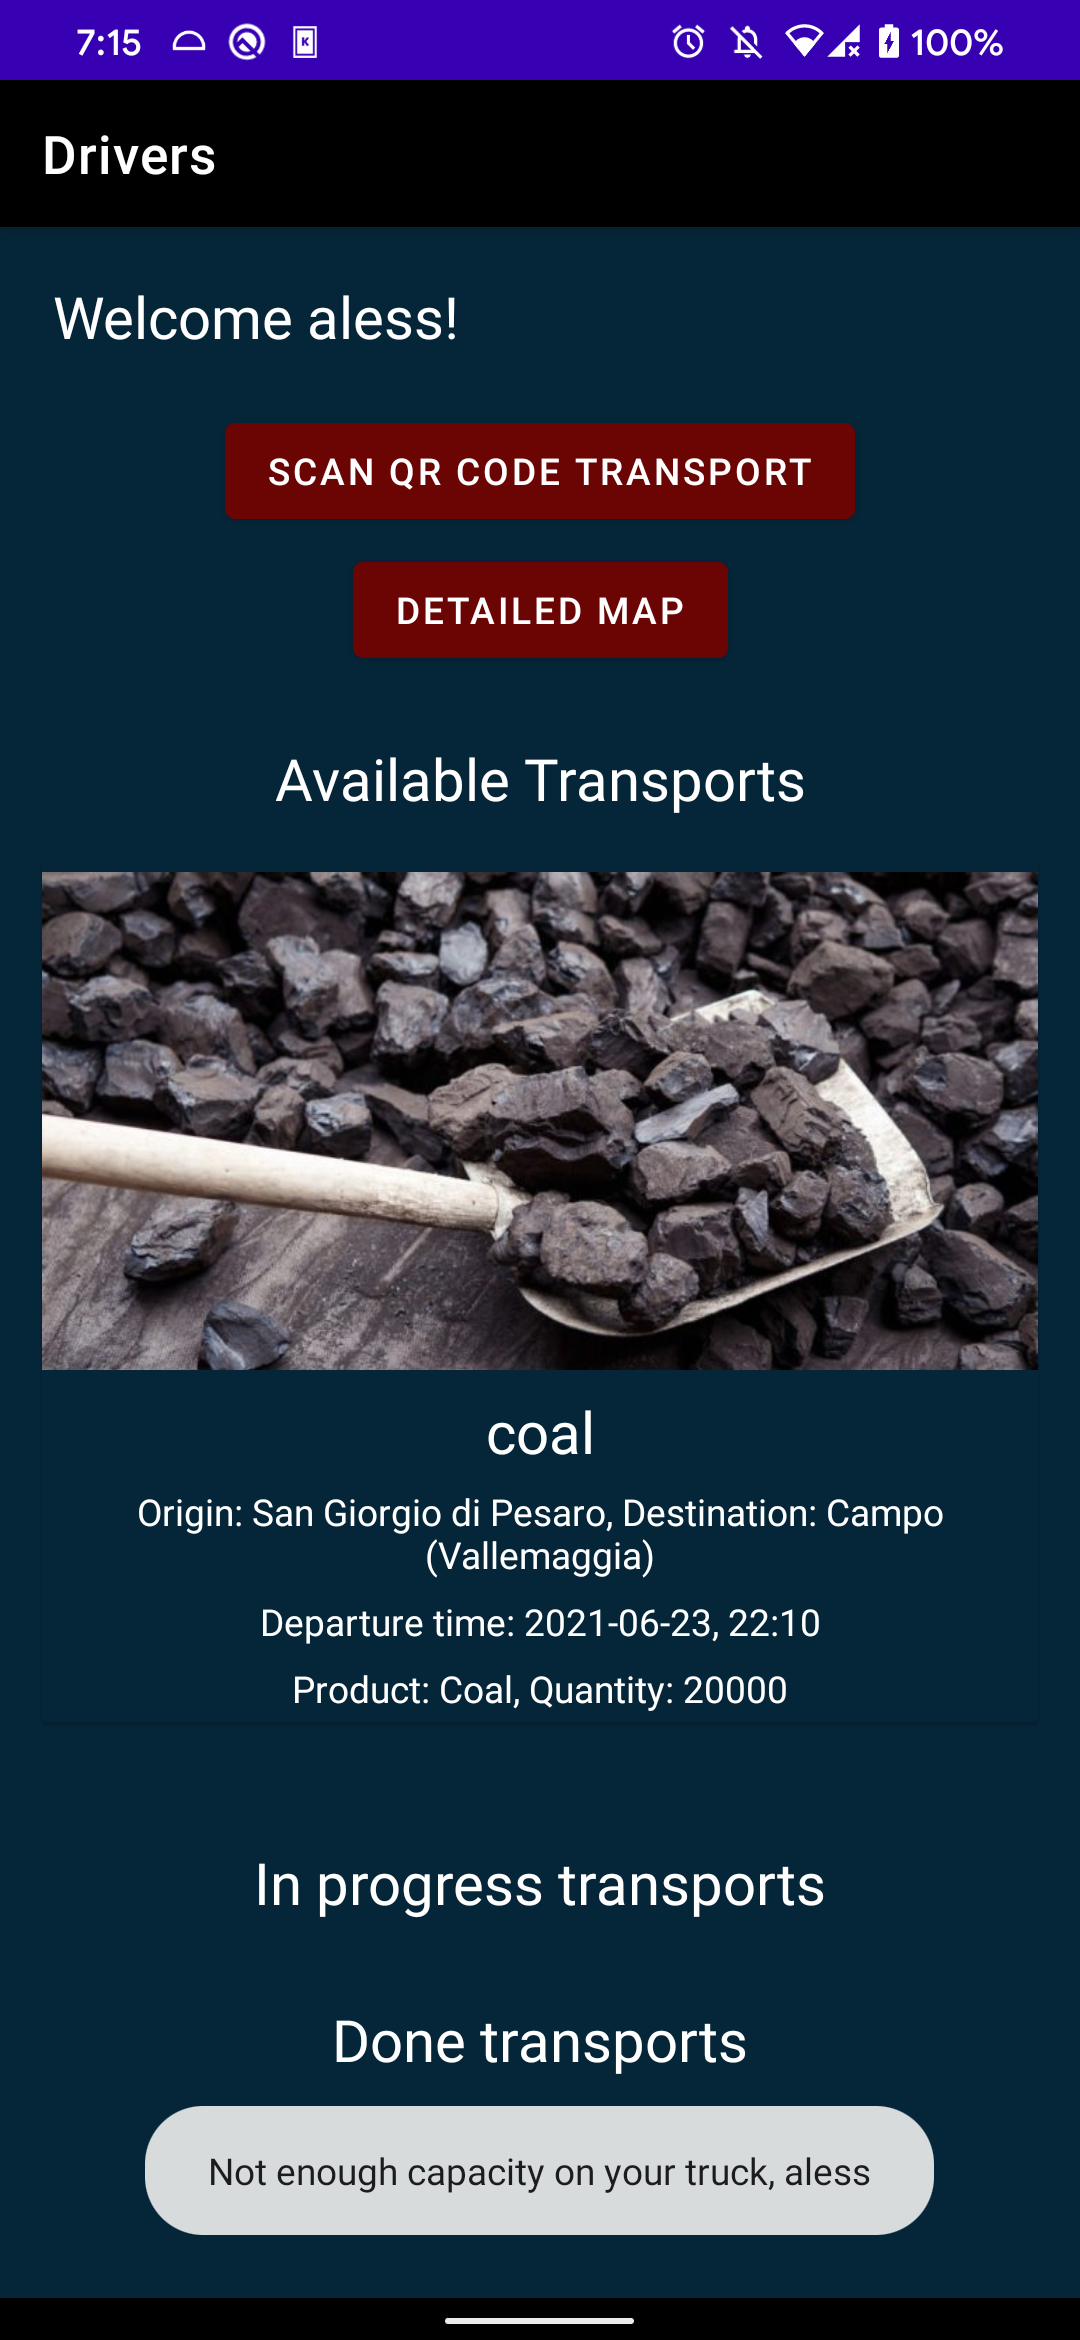 7:15
100%
Drivers
Welcome aless!
SCAN QR CODE TRANSPORT
DETAILED MAP
Available Transports
coal
Origin: San Giorgio di Pesaro, Destination: Campo
(Vallemaggia)
Departure time: 2021-06-23, 22:10
Product: Coal, Quantity: 20000
In progress transports
Done transports
Not enough capacity on your truck, aless